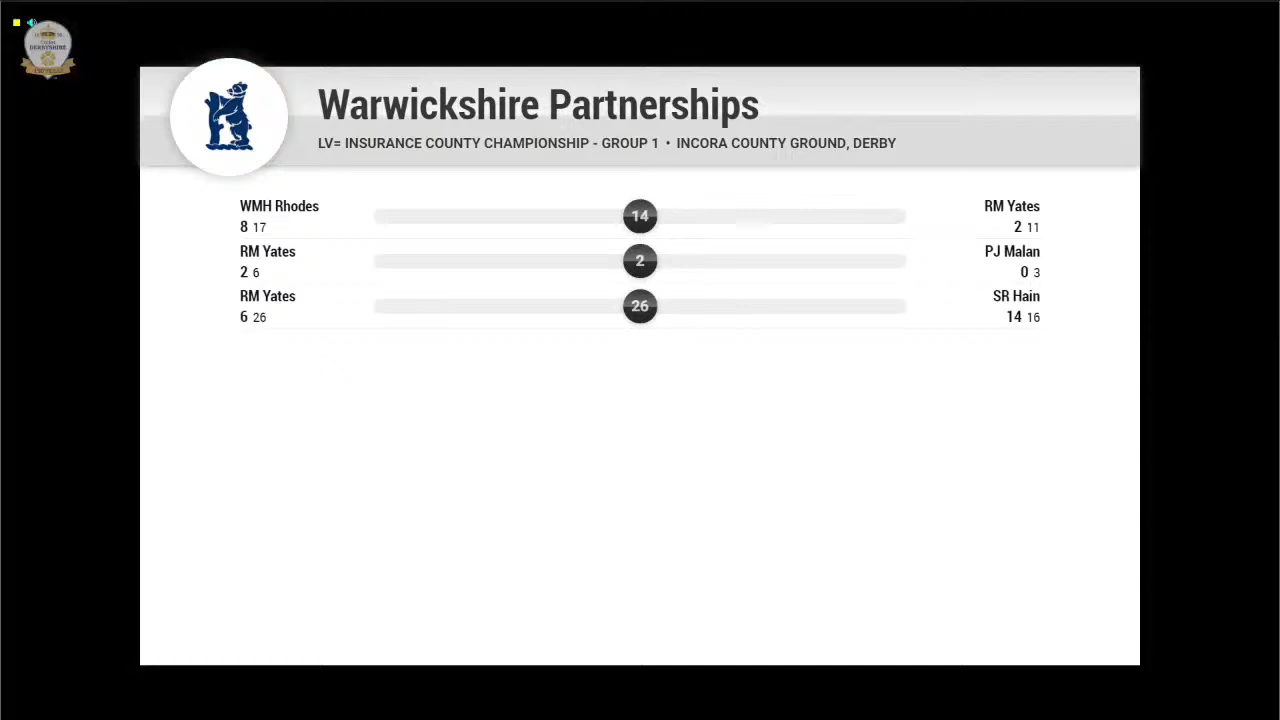 DERBYSHIRE
Warwickshire Partnerships
LV= INSURANCE COUNTY CHAMPIONSHIP - GROUP 1 • INCORA COUNTY GROUND, DERBY
WMH Rhodes
8 17
14
RM Yates
2 11
RM Yates
2 6
2
PJ Malan
0 3
RM Yates
6 26
26
SR Hain
14 16